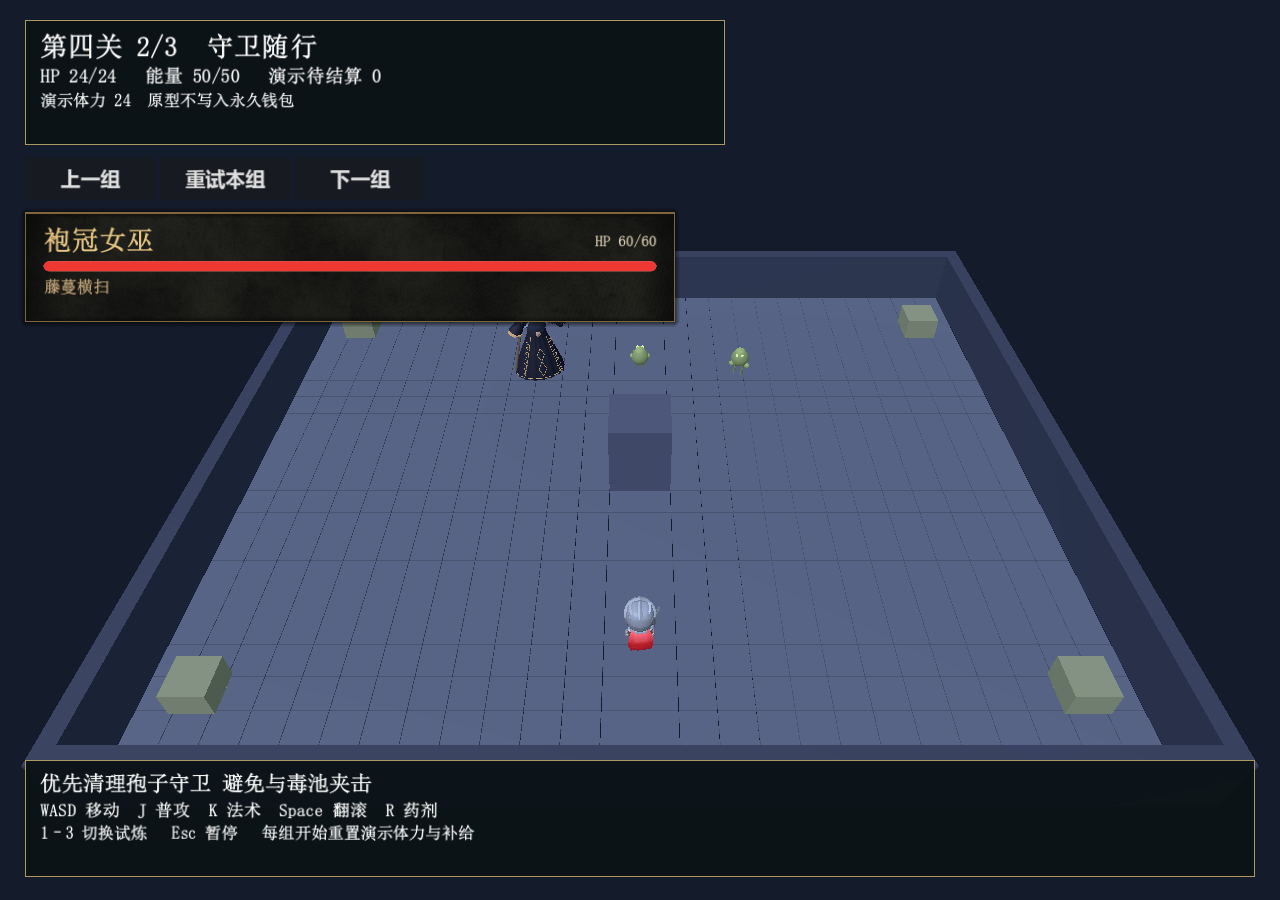 第四关 2/3 守卫随行
HP 24/24 能量 50/50 演示待结算 0
演示体力 24 原型不写入永久钱包
上一组 重试本组 下一组
袍冠女巫 HP 60/60
藤蔓横扫
优先清理孢子守卫 避免与毒池夹击
WASD 移动 J 普攻 K 法术 Space 翻滚 R 药剂
1-3 切换试炼 Esc 暂停 每组开始重置演示体力与补给